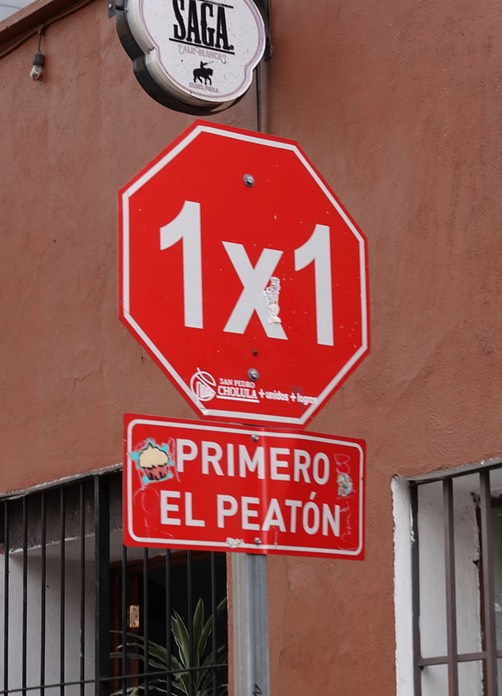 SAGA.
1x1
SAN PEDRO
CHOLULA + unidos + logros
PRIMERO
EL PEATÓN